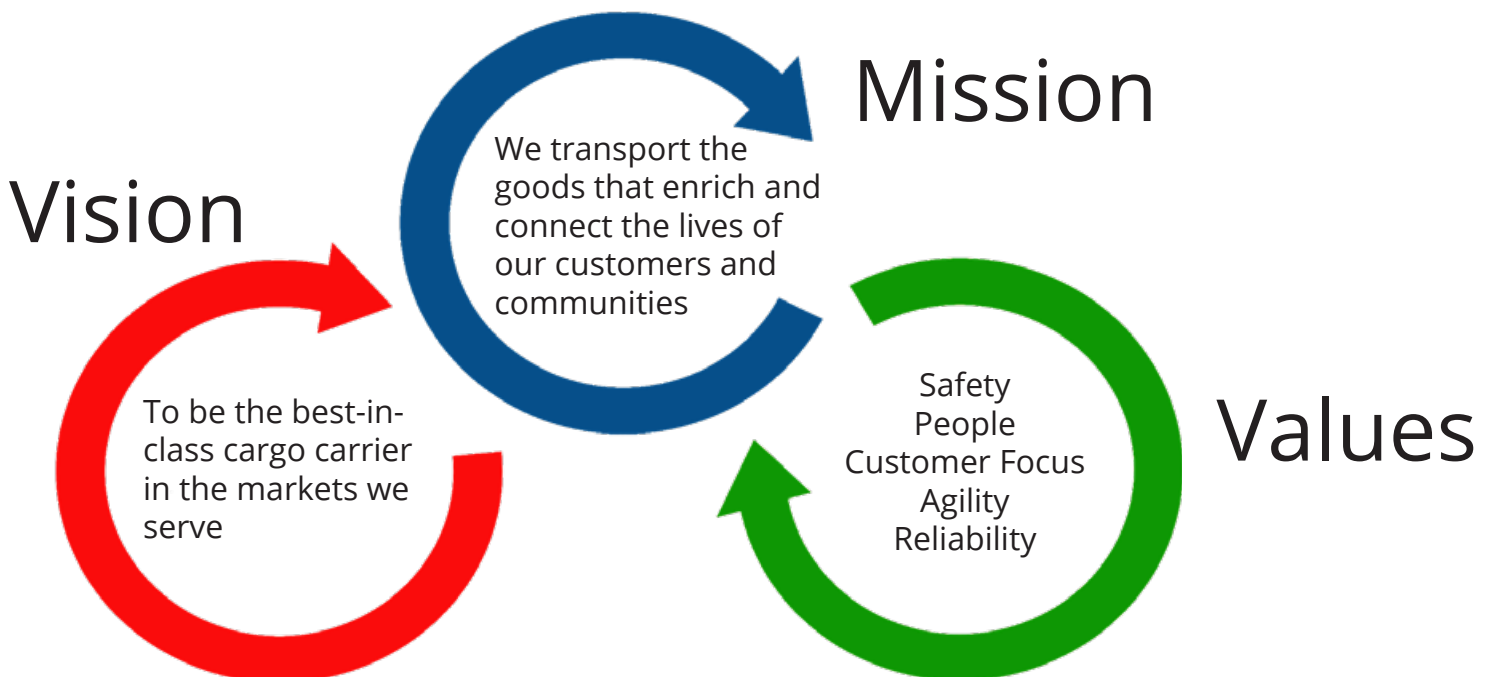 Vision
To be the best-in-
class cargo carrier
in the markets we
serve
Mission
We transport the
goods that enrich and
connect the lives of
our customers and
communities
Values
Safety
People
Customer Focus
Agility
Reliability